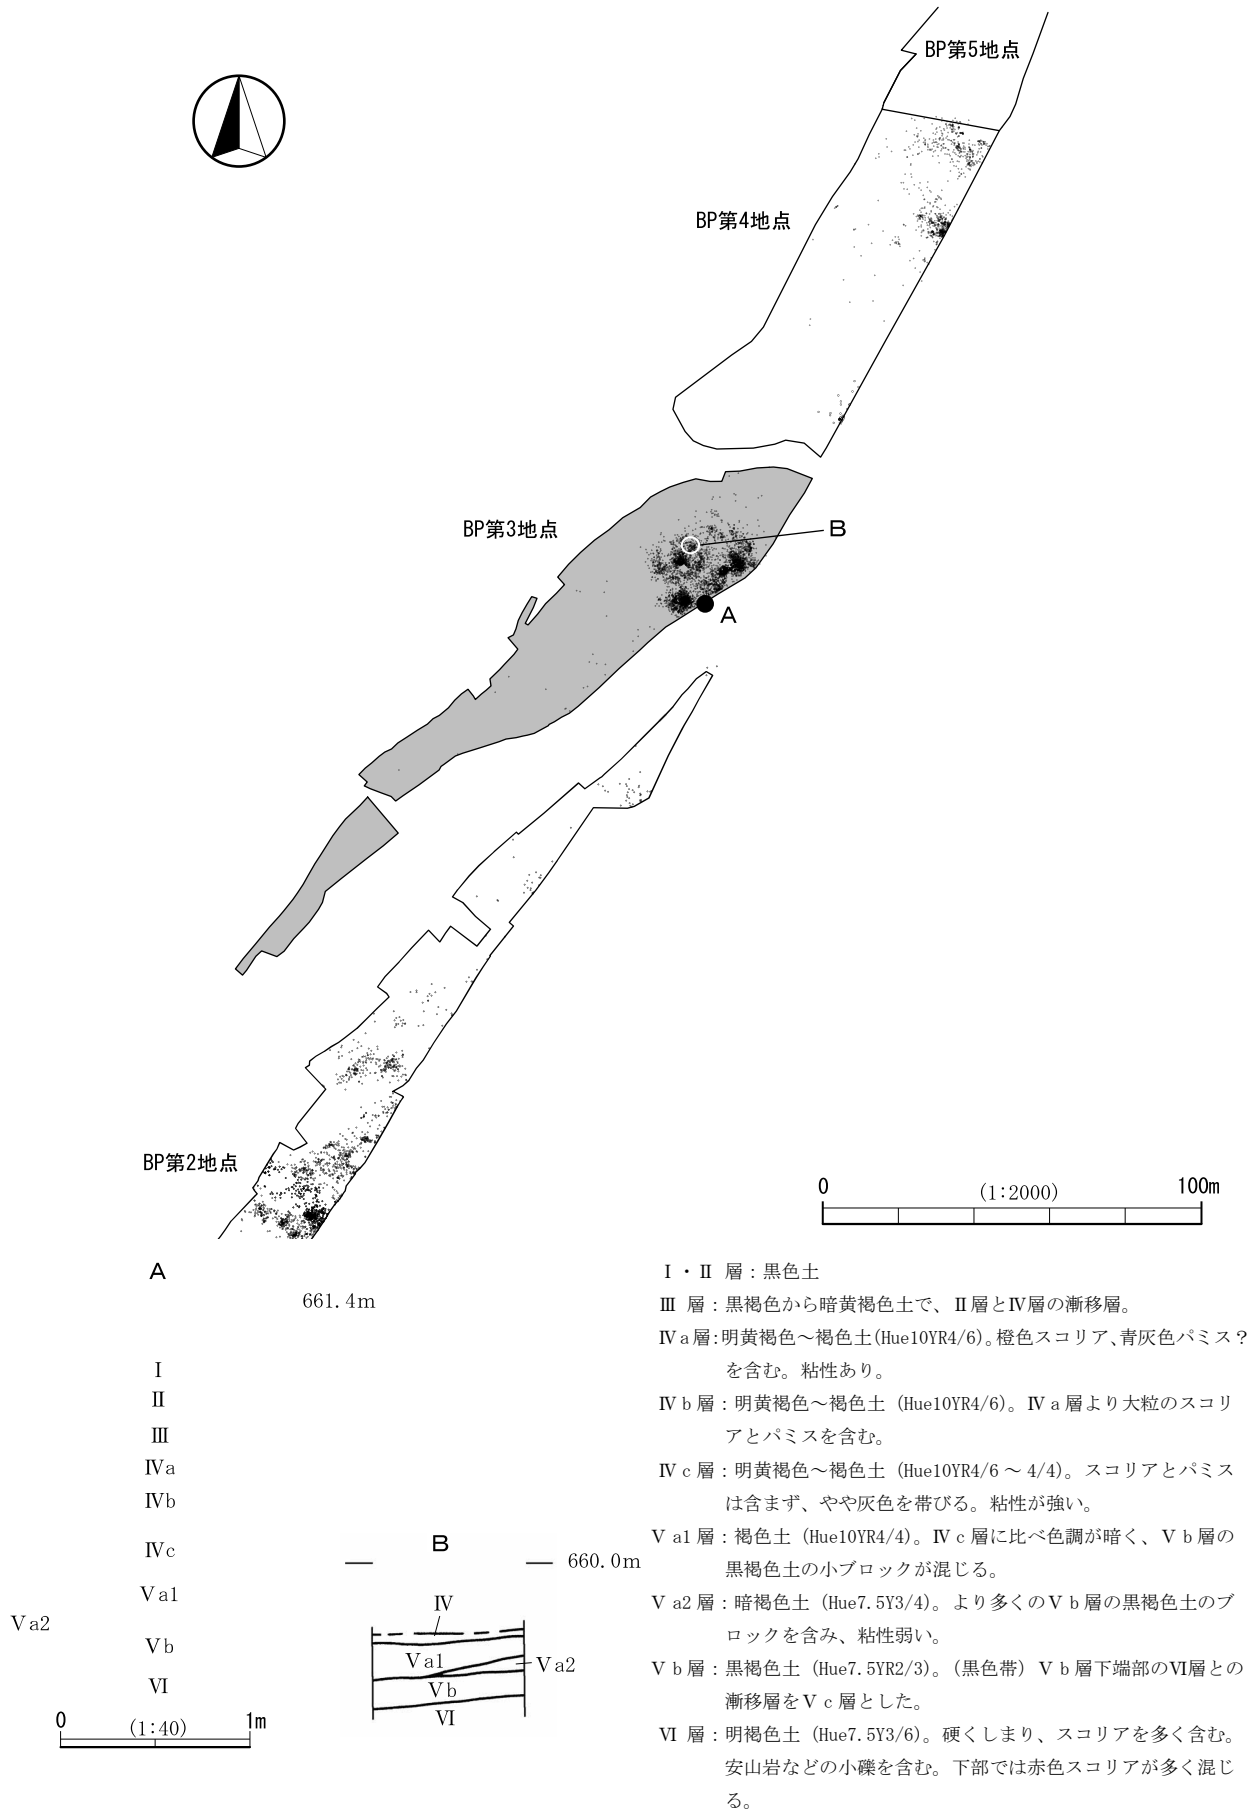 BP第5地点
BP第4地点
BP第3地点
B
A
BP第2地点
0 (1:2000) 100m
A
661.4m
Ⅰ
Ⅱ
Ⅲ
Ⅳa
Ⅳb
Ⅳc
Ⅴa1
Ⅴa2
Ⅴb
Ⅵ
0 (1:40) 1m
B
660.0m
Ⅳ
Ⅴa1
Ⅴa2
Ⅴb
Ⅵ
Ⅰ・Ⅱ 層：黒色土
Ⅲ 層：黒褐色から暗黄褐色土で、Ⅱ層とⅣ層の漸移層。
Ⅳa層：明黄褐色～褐色土(Hue10YR4/6)。橙色スコリア、青灰色パミス？
を含む。粘性あり。
Ⅳb層：明黄褐色～褐色土 (Hue10YR4/6)。Ⅳa層より大粒のスコリ
アとパミスを含む。
Ⅳc層：明黄褐色～褐色土 (Hue10YR4/6～4/4)。スコリアとパミス
は含まず、やや灰色を帯びる。粘性が強い。
Ⅴa1層：褐色土 (Hue10YR4/4)。Ⅳc層に比べ色調が暗く、Ⅴb層の
黒褐色土の小ブロックが混じる。
Ⅴa2層：暗褐色土 (Hue7.5Y3/4)。より多くのⅤb層の黒褐色土のブ
ロックを含み、粘性弱い。
Ⅴb層：黒褐色土 (Hue7.5YR2/3)。(黒色帯) Ⅴb層下端部のⅥ層との
漸移層をⅤc層とした。
Ⅵ 層：明褐色土 (Hue7.5Y3/6)。硬くしまり、スコリアを多く含む。
安山岩などの小礫を含む。下部では赤色スコリアが多く混じ
る。